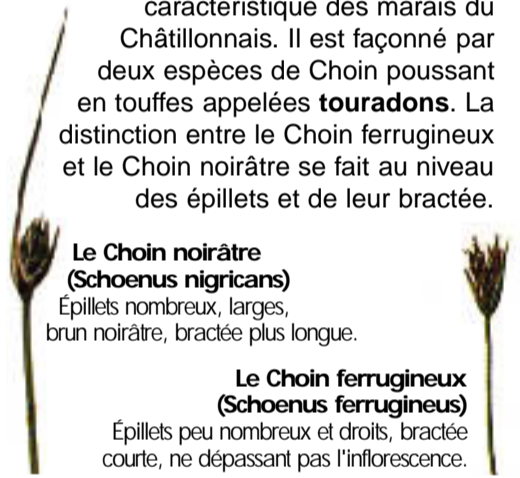 caractéristique des marais du
Châtillonnais. Il est façonné par
deux espèces de Choin poussant
en touffes appelées touradons. La
distinction entre le Choin ferrugineux
et le Choin noirâtre se fait au niveau
des épillets et de leur bractée.
Le Choin noirâtre
(Schoenus nigricans)
Épillets nombreux, larges,
brun noirâtre, bractée plus longue.
Le Choin ferrugineux
(Schoenus ferrugineus)
Épillets peu nombreux et droits, bractée
courte, ne dépassant pas l'inflorescence.